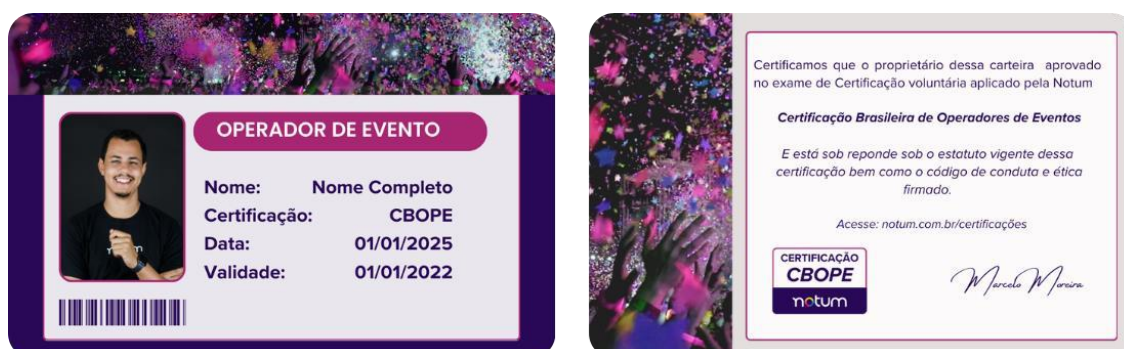 OPERADOR DE EVENTO
Nome: Nome Completo
Certificação: CBOPE
Data: 01/01/2025
Validade: 01/01/2022
Certificamos que o proprietário dessa carteira aprovado
no exame de Certificação voluntária aplicado pela Notum
Certificação Brasileira de Operadores de Eventos
E está sob reponde sob o estatuto vigente dessa
certificação bem como o código de conduta e ética
firmado.
Acesse: notum.com.br/certificações
CERTIFICAÇÃO
CBOPE
notum
Marcelo Moreira